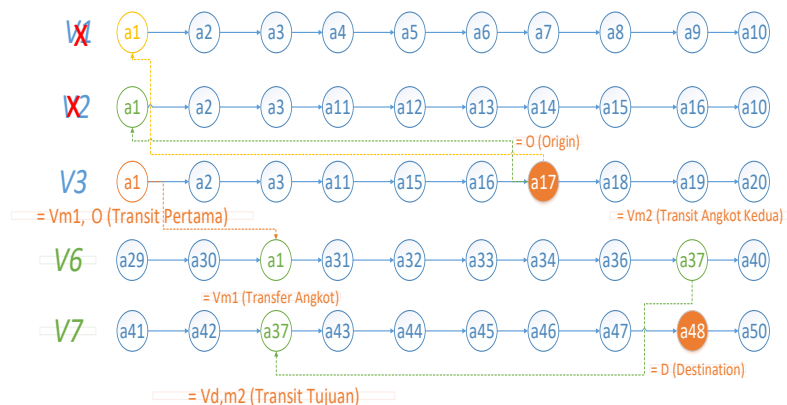 V1 a1 a2 a3 a4 a5 a6 a7 a8 a9 a10
V2 a1 a2 a3 a11 a12 a13 a14 a15 a16 a10
= O (Origin)
V3 a1 a2 a3 a11 a15 a16 a17 a18 a19 a20
= Vm1, O (Transit Pertama)
= Vm2 (Transit Angkot Kedua)
V6 a29 a30 a1 a31 a32 a33 a34 a36 a37 a40
= Vm1 (Transfer Angkot)
V7 a41 a42 a37 a43 a44 a45 a46 a47 a48 a50
= D (Destination)
= Vd,m2 (Transit Tujuan)